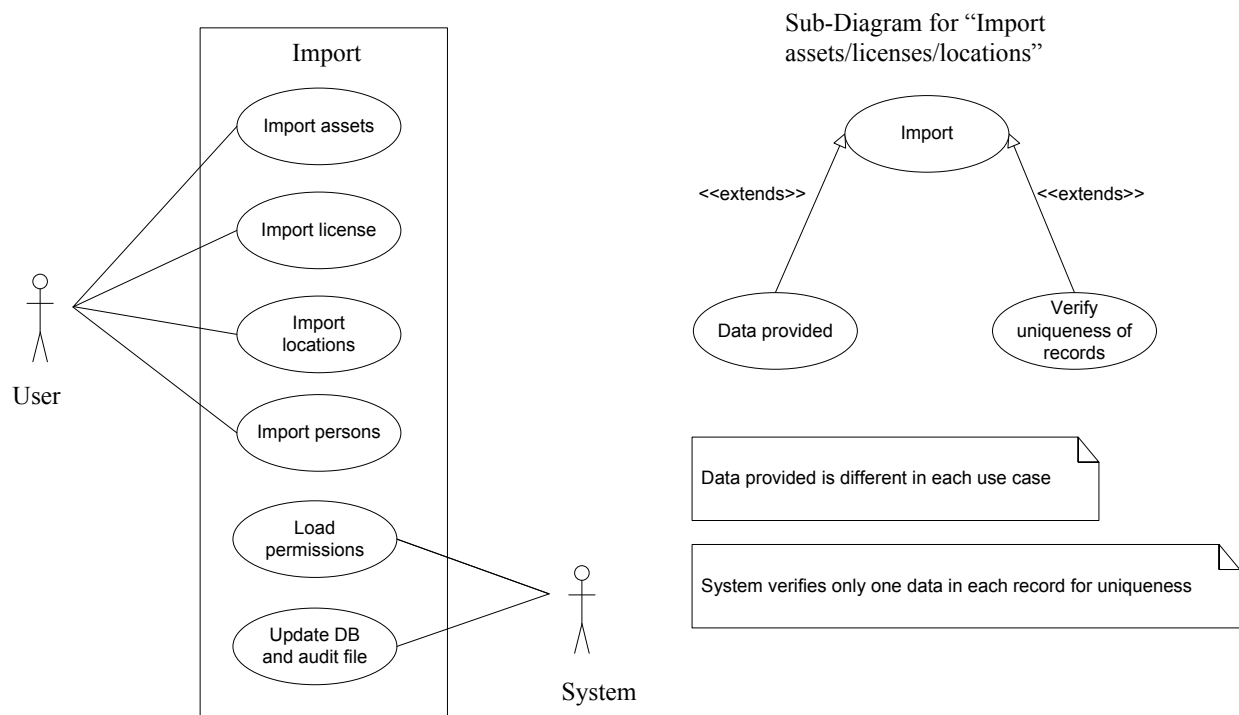 Import
Import assets
Import license
Import
locations
Import persons
Load
permissions
Update DB
and audit file
User
System
Sub-Diagram for “Import
assets/licenses/locations”
Import
<<extends>>
<<extends>>
Data provided
Verify
uniqueness of
records
Data provided is different in each use case
System verifies only one data in each record for uniqueness